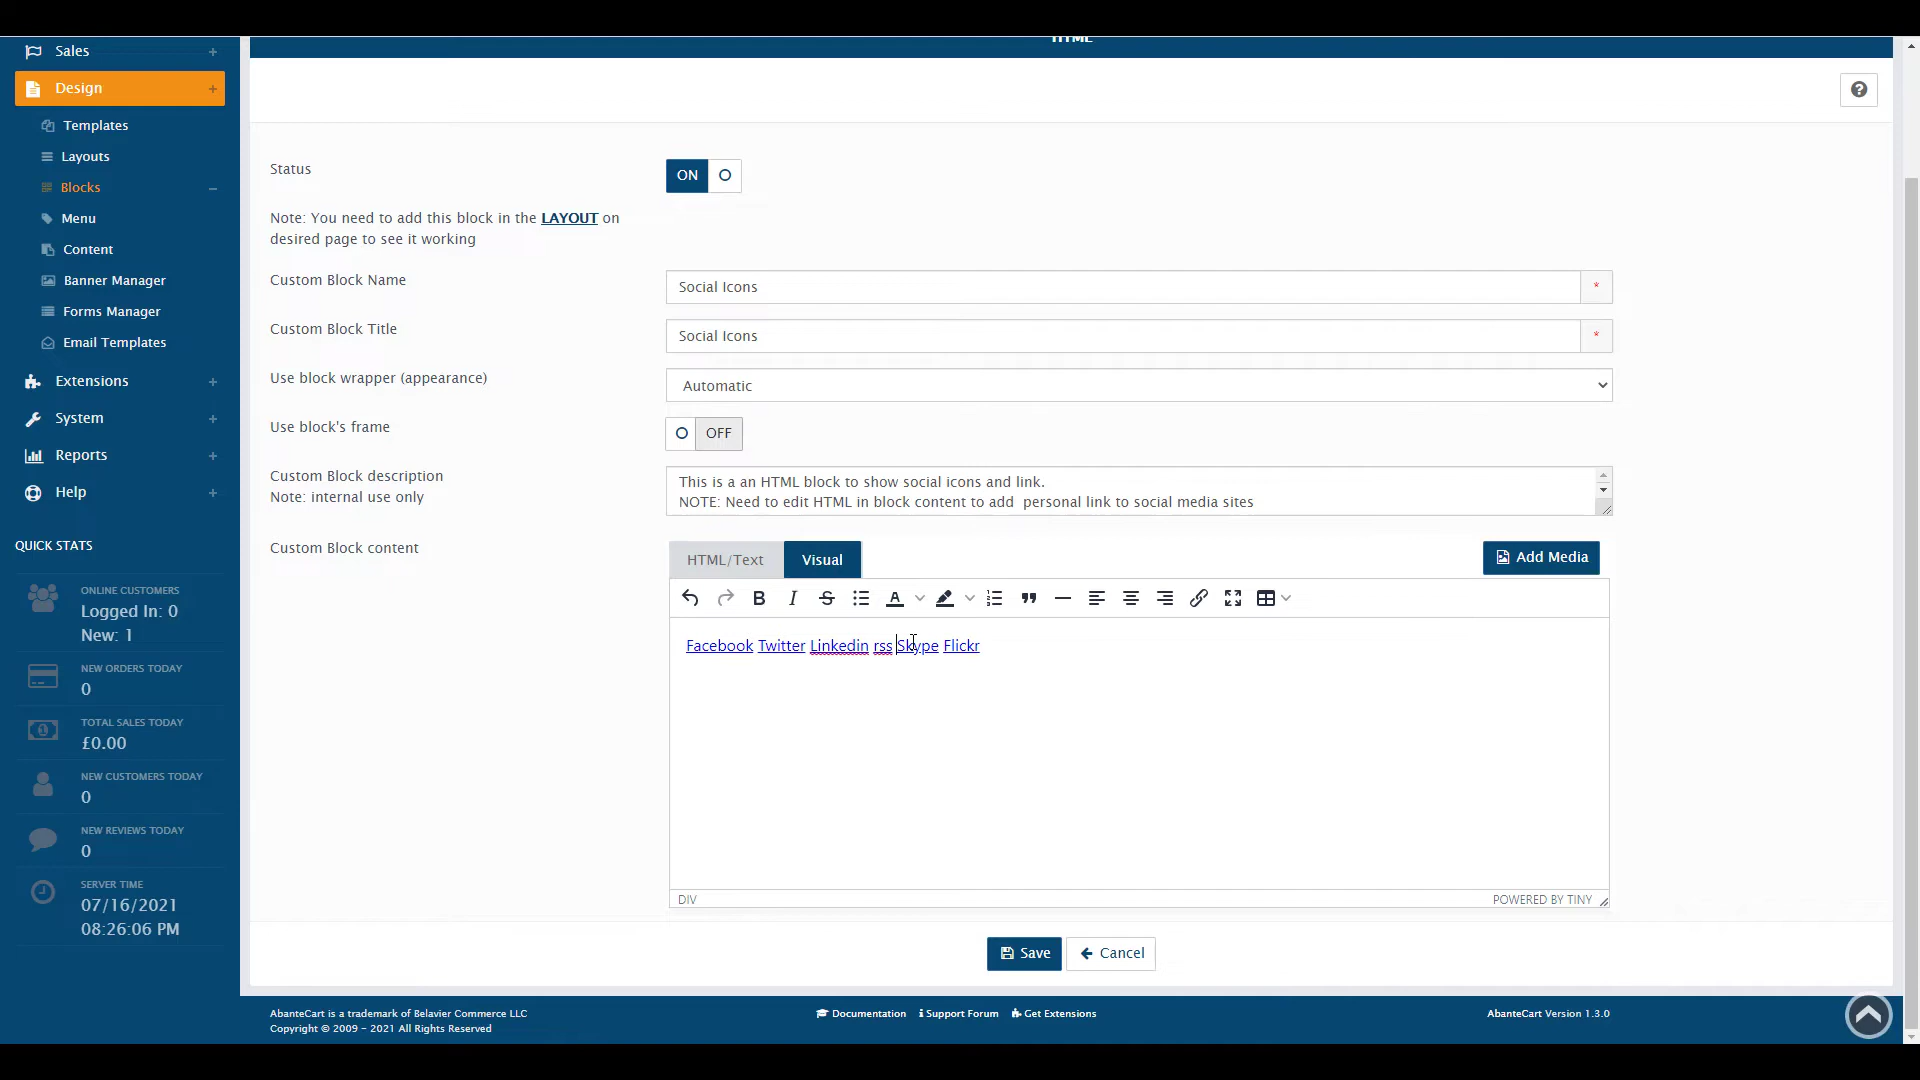 HTML
Sales
Design
Templates
Layouts
Blocks
Menu
Content
Banner Manager
Forms Manager
Email Templates
Extensions
System
Reports
Help
QUICK STATS
ONLINE CUSTOMERS
Logged In: 0
New: 1
NEW ORDERS TODAY
0
TOTAL SALES TODAY
£0.00
NEW CUSTOMERS TODAY
0
NEW REVIEWS TODAY
0
SERVER TIME
07/16/2021
08:26:06 PM
Status
ON
Note: You need to add this block in the LAYOUT on
desired page to see it working
Custom Block Name
Social Icons *
Custom Block Title
Social Icons *
Use block wrapper (appearance)
Automatic
Use block's frame
OFF
Custom Block description
Note: internal use only
This is a an HTML block to show social icons and link.
NOTE: Need to edit HTML in block content to add personal link to social media sites
Custom Block content
HTML/Text Visual Add Media
Facebook Twitter Linkedin rss Skype Flickr
DIV POWERED BY TINY
Save Cancel
AbanteCart is a trademark of Belavier Commerce LLC
Copyright © 2009 - 2021 All Rights Reserved
Documentation Support Forum Get Extensions
AbanteCart Version 1.3.0